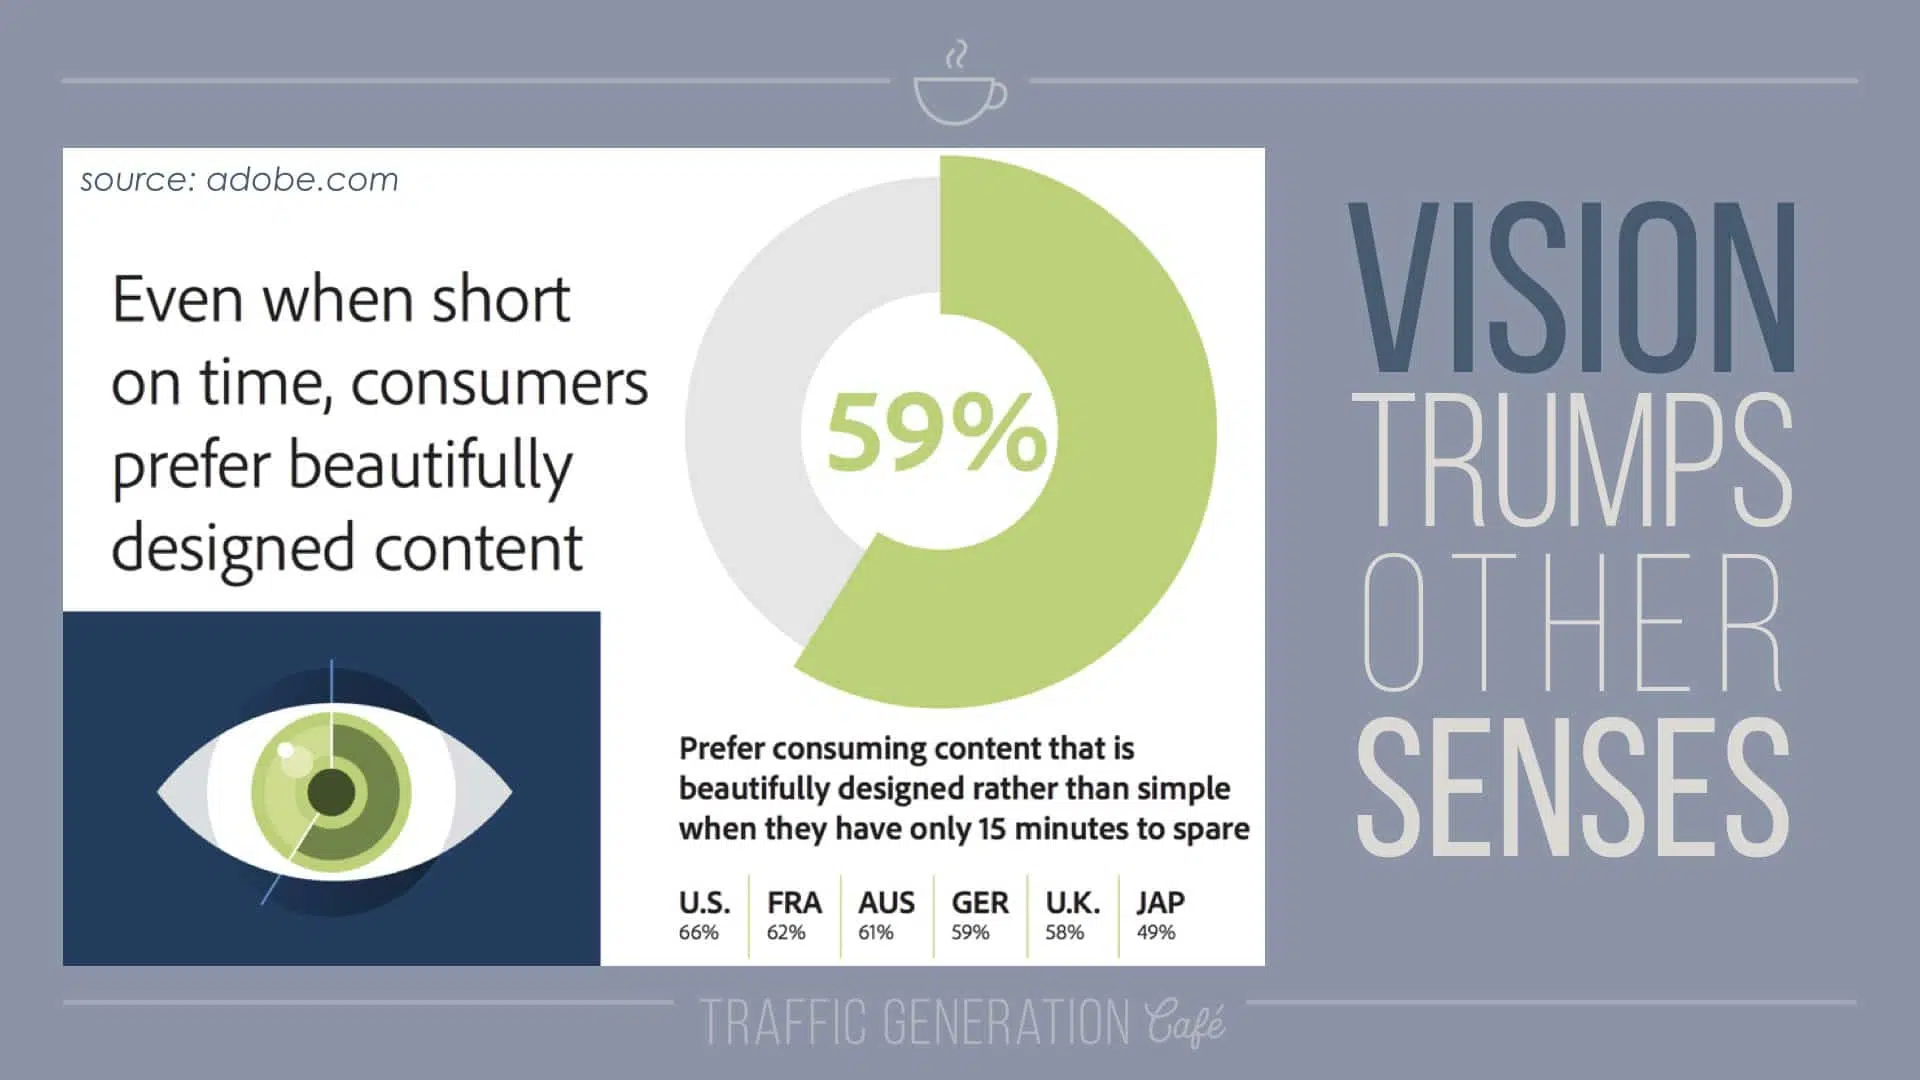 source: adobe.com
Even when short
on time, consumers
prefer beautifully
designed content
59%
Prefer consuming content that is
beautifully designed rather than simple
when they have only 15 minutes to spare
U.S. FRA AUS GER U.K. JAP
66% 62% 61% 59% 58% 49%
VISION
TRUMPS
OTHER
SENSES
TRAFFIC GENERATION Café